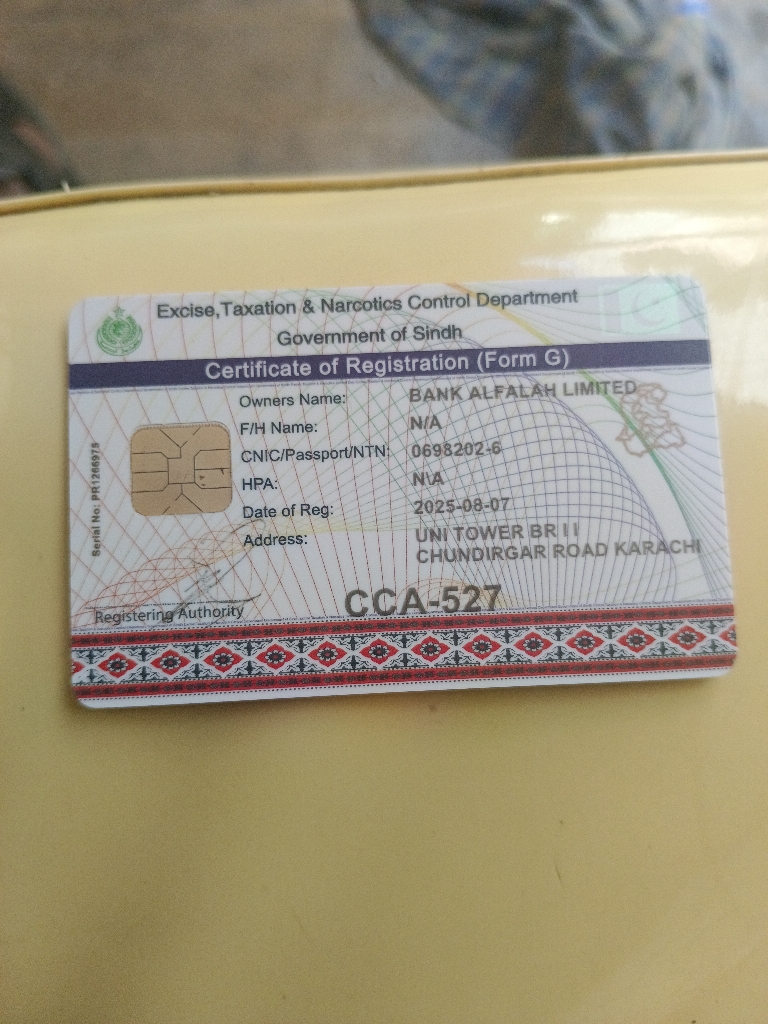 Excise,Taxation & Narcotics Control Department
Government of Sindh
Certificate of Registration (Form G)
Owners Name: BANK ALFALAH LIMITED
F/H Name: N/A
CNIC/Passport/NTN: 0698202-6
HPA: N\A
Date of Reg: 2025-08-07
Address: UNI TOWER BR I I
CHUNDIRGAR ROAD KARACHI
Serial No: PR1266975
Registering Authority
CCA-527